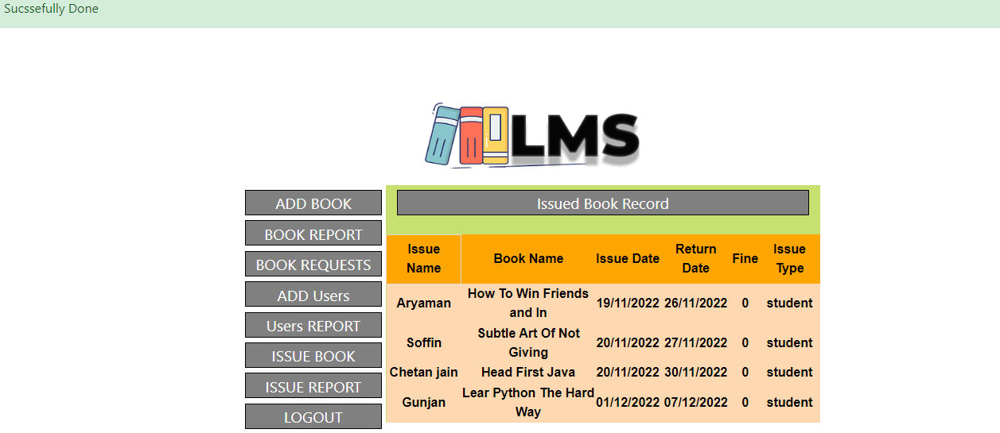 Sucssefully Done
LMS
ADD BOOK
BOOK REPORT
BOOK REQUESTS
ADD Users
Users REPORT
ISSUE BOOK
ISSUE REPORT
LOGOUT
Issued Book Record
Issue Name Book Name Issue Date Return Date Fine Issue Type
Aryaman How To Win Friends and In 19/11/2022 26/11/2022 0 student
Soffin Subtle Art Of Not Giving 20/11/2022 27/11/2022 0 student
Chetan jain Head First Java 20/11/2022 30/11/2022 0 student
Gunjan Lear Python The Hard Way 01/12/2022 07/12/2022 0 student